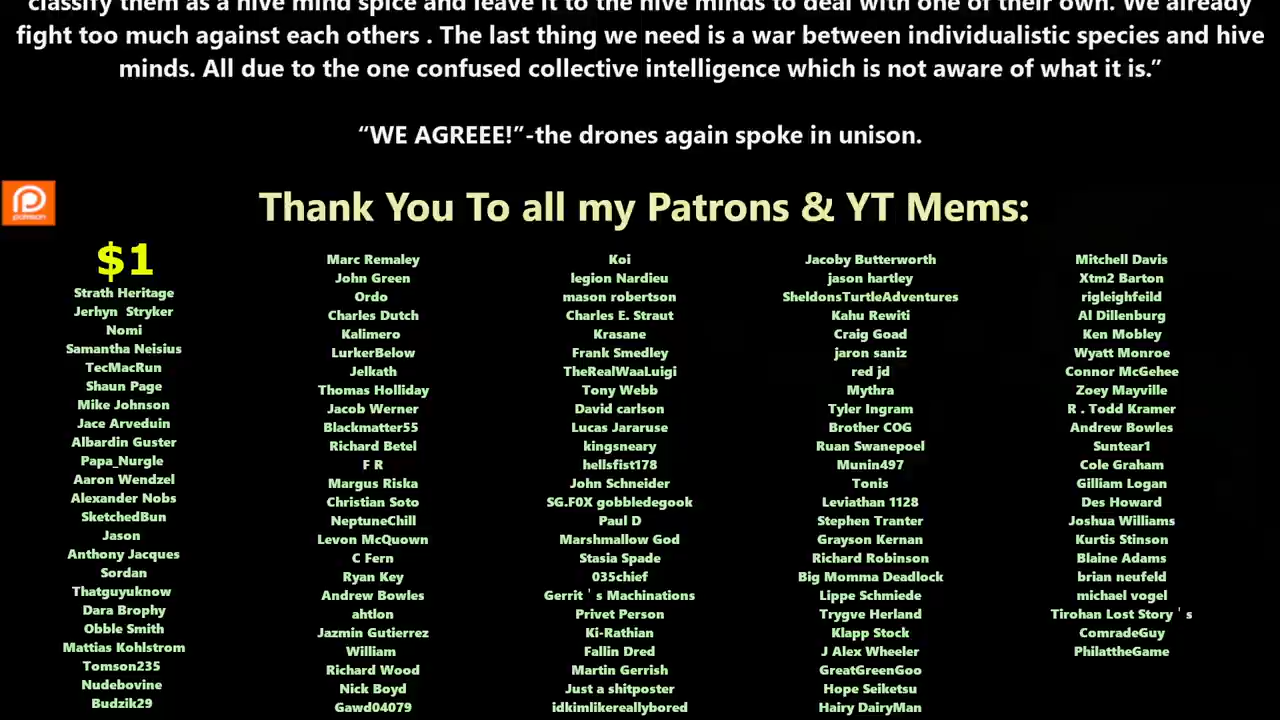 classify them as a hive mind spice and leave it to the hive minds to deal with one of their own. We already
fight too much against each others . The last thing we need is a war between individualistic species and hive
minds. All due to the one confused collective intelligence which is not aware of what it is.”
“WE AGREEE!”-the drones again spoke in unison.
Thank You To all my Patrons & YT Mems:
patreon
$1
Strath Heritage
Jerhyn  Stryker
Nomi
Samantha Neisius
TecMacRun
Shaun Page
Mike Johnson
Jace Arveduin
Albardin Guster
Papa_Nurgle
Aaron Wendzel
Alexander Nobs
SketchedBun
Jason
Anthony Jacques
Sordan
Thatguyuknow
Dara Brophy
Obble Smith
Mattias Kohlstrom
Tomson235
Nudebovine
Budzik29
Marc Remaley
John Green
Ordo
Charles Dutch
Kalimero
LurkerBelow
Jelkath
Thomas Holliday
Jacob Werner
Blackmatter55
Richard Betel
F R
Margus Riska
Christian Soto
NeptuneChill
Levon McQuown
C Fern
Ryan Key
Andrew Bowles
ahtlon
Jazmin Gutierrez
William
Richard Wood
Nick Boyd
Gawd04079
Koi
legion Nardieu
mason robertson
Charles E. Straut
Krasane
Frank Smedley
TheRealWaaLuigi
Tony Webb
David carlson
Lucas Jararuse
kingsneary
hellsfist178
John Schneider
SG.F0X gobbledegook
Paul D
Marshmallow God
Stasia Spade
035chief
Gerrit ' s Machinations
Privet Person
Ki-Rathian
Fallin Dred
Martin Gerrish
Just a shitposter
idkimlikereallybored
Jacoby Butterworth
jason hartley
SheldonsTurtleAdventures
Kahu Rewiti
Craig Goad
jaron saniz
red jd
Mythra
Tyler Ingram
Brother COG
Ruan Swanepoel
Munin497
Tonis
Leviathan 1128
Stephen Tranter
Grayson Kernan
Richard Robinson
Big Momma Deadlock
Lippe Schmiede
Trygve Herland
Klapp Stock
J Alex Wheeler
GreatGreenGoo
Hope Seiketsu
Hairy DairyMan
Mitchell Davis
Xtm2 Barton
rigleighfeild
Al Dillenburg
Ken Mobley
Wyatt Monroe
Connor McGehee
Zoey Mayville
R . Todd Kramer
Andrew Bowles
Suntear1
Cole Graham
Gilliam Logan
Des Howard
Joshua Williams
Kurtis Stinson
Blaine Adams
brian neufeld
michael vogel
Tirohan Lost Story ' s
ComradeGuy
PhilattheGame